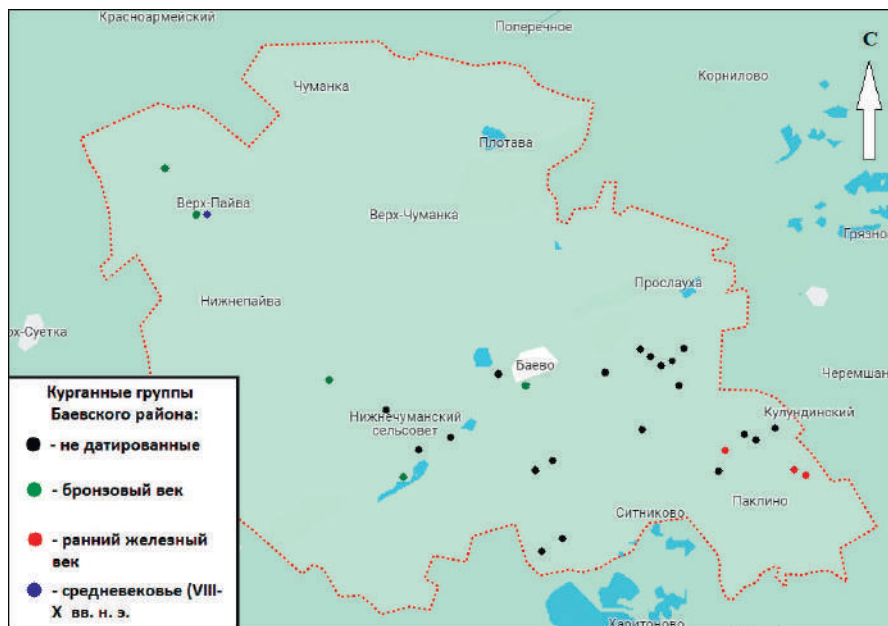 Красноармейский
Поперечное
С
Корнилово
Чуманка
Плотава
Верх-Пайва
Верх-Чуманка
Грязно
Прослауха
Нижнепайва
рх-Суетка
Баево
Черемшан
Кулундинский
Нижнечуманский
сельсовет
Паклино
Ситниково
Харитоново
Курганные группы
Баевского района:
- не датированные
- бронзовый век
- ранний железный
век
- средневековье (VIII-
X вв. н. э.